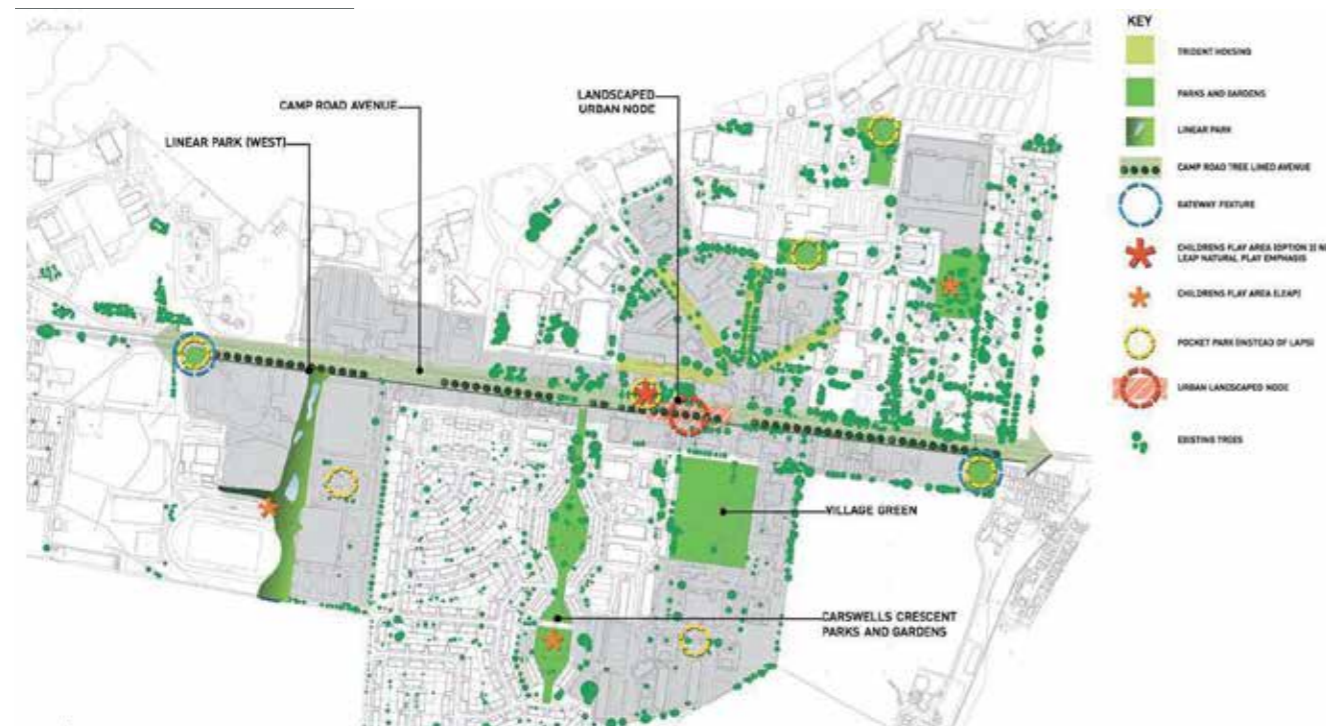 CAMP ROAD AVENUE
LINEAR PARK (WEST)
LANDSCAPED
URBAN NODE
VILLAGE GREEN
CARSWELLS CRESCENT
PARKS AND GARDENS
KEY
TRIDENT HOUSING
PARKS AND GARDENS
LINEAR PARK
CAMP ROAD TREE LINED AVENUE
GATEWAY FEATURE
CHILDRENS PLAY AREA (OPTION
LEAP NATURAL PLAY EMPHASIS
CHILDRENS PLAY AREA (LEAP)
POCKET PARK (INSTEAD OF LAPS)
URBAN LANDSCAPED NODE
EXISTING TREES